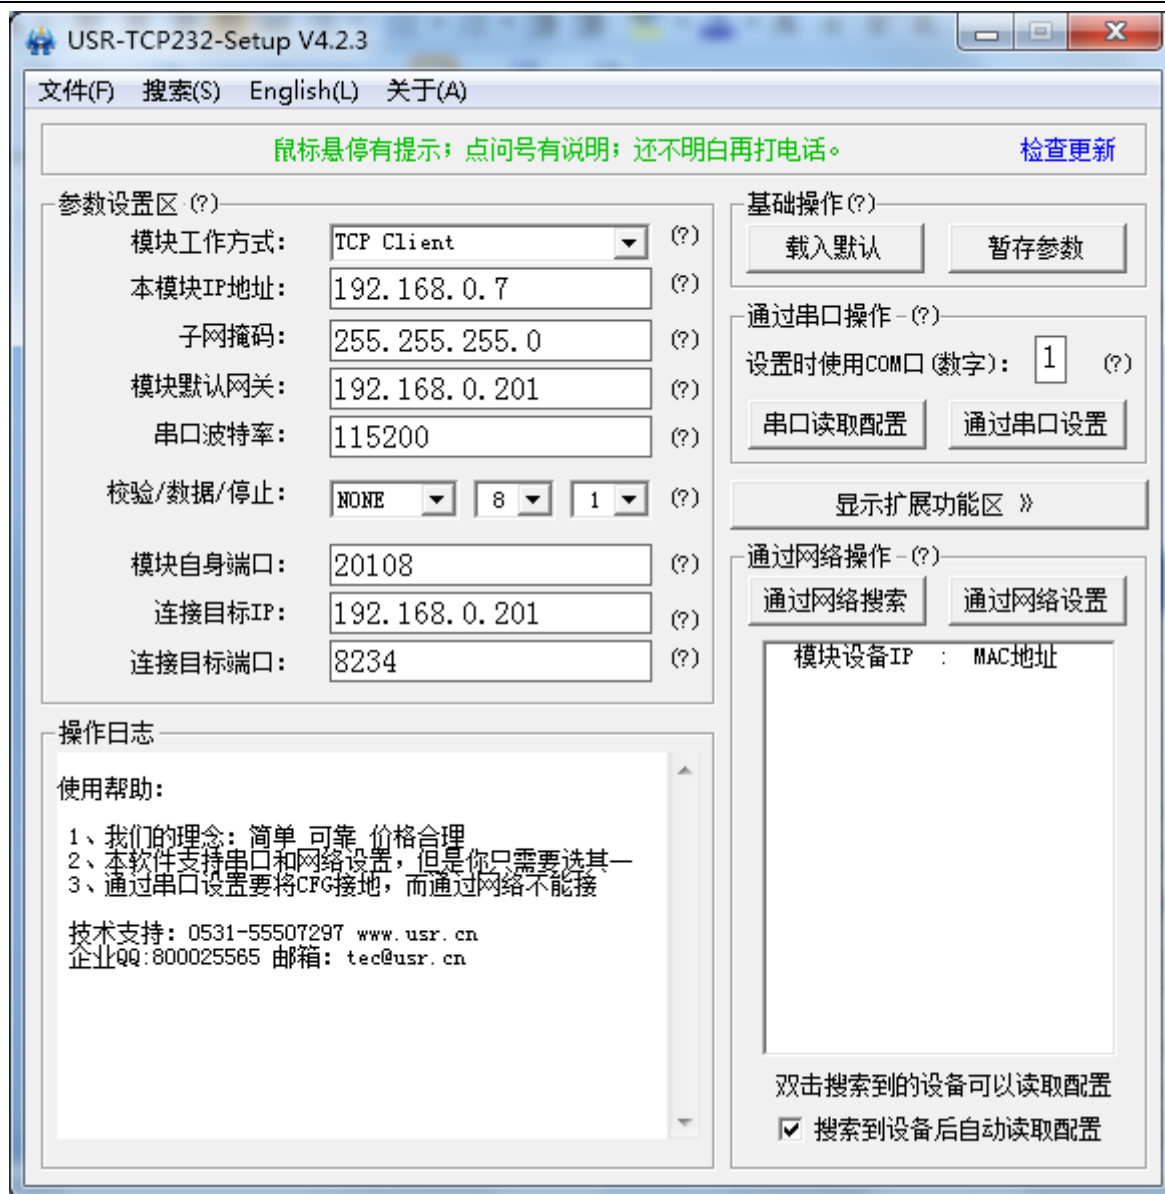 USR-TCP232-Setup V4.2.3
文件(F) 搜索(S) English(L) 关于(A)
鼠标悬停有提示；点问号有说明；还不明白再打电话。 检查更新
参数设置区 (?)
模块工作方式： TCP Client (?)
本模块IP地址： 192.168.0.7 (?)
子网掩码： 255.255.255.0 (?)
模块默认网关： 192.168.0.201 (?)
串口波特率： 115200 (?)
校验/数据/停止： NONE 8 1 (?)
模块自身端口： 20108 (?)
连接目标IP： 192.168.0.201 (?)
连接目标端口： 8234 (?)
操作日志
使用帮助：
1、我们的理念：简单 可靠 价格合理
2、本软件支持串口和网络设置，但是你只需要选其一
3、通过串口设置要将CFG接地，而通过网络不能接
技术支持：0531-55507297 www.usr.cn
企业QQ:800025565 邮箱：tec@usr.cn
基础操作(?)
载入默认 暂存参数
通过串口操作-(?)
设置时使用COM口(数字)： 1 (?)
串口读取配置 通过串口设置
显示扩展功能区 》
通过网络操作-(?)
通过网络搜索 通过网络设置
模块设备IP : MAC地址
双击搜索到的设备可以读取配置
搜索到设备后自动读取配置